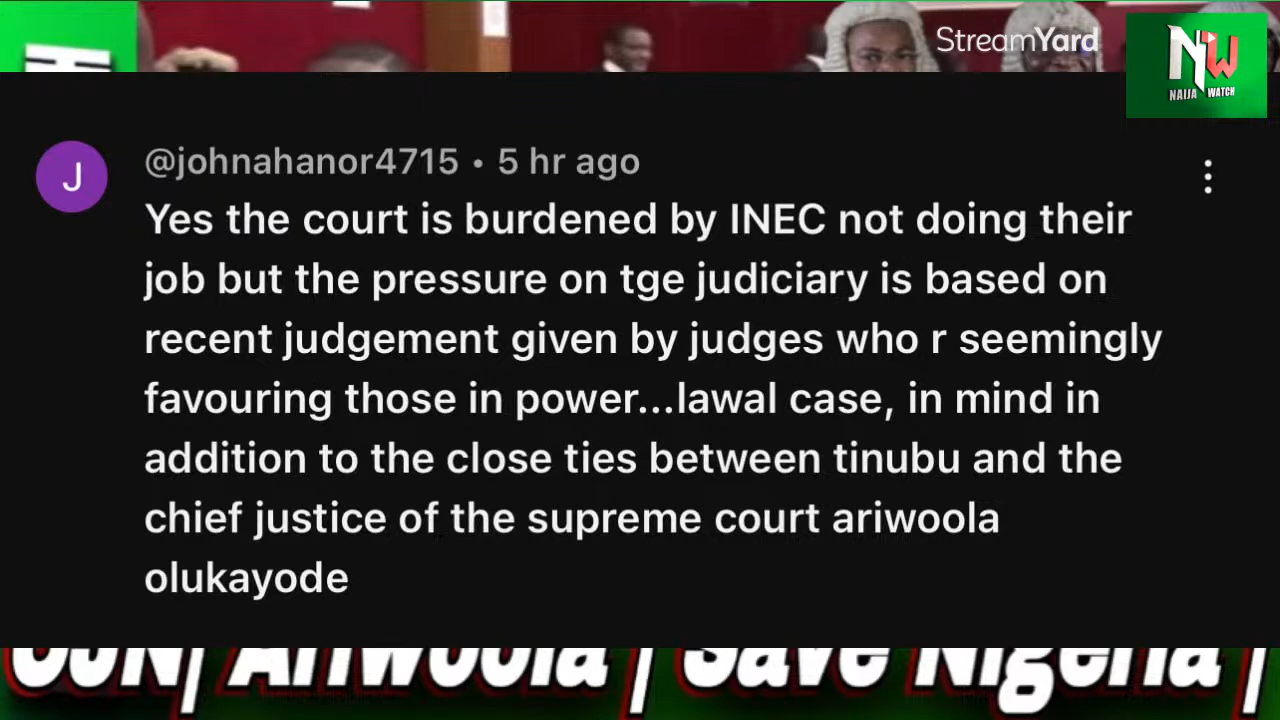 StreamYard
NW
NAIJA WATCH
J
@johnahanor4715 • 5 hr ago
Yes the court is burdened by INEC not doing their
job but the pressure on tge judiciary is based on
recent judgement given by judges who r seemingly
favouring those in power...lawal case, in mind in
addition to the close ties between tinubu and the
chief justice of the supreme court ariwoola
olukayode
CJN| Ariwoola | Save Nigeria |